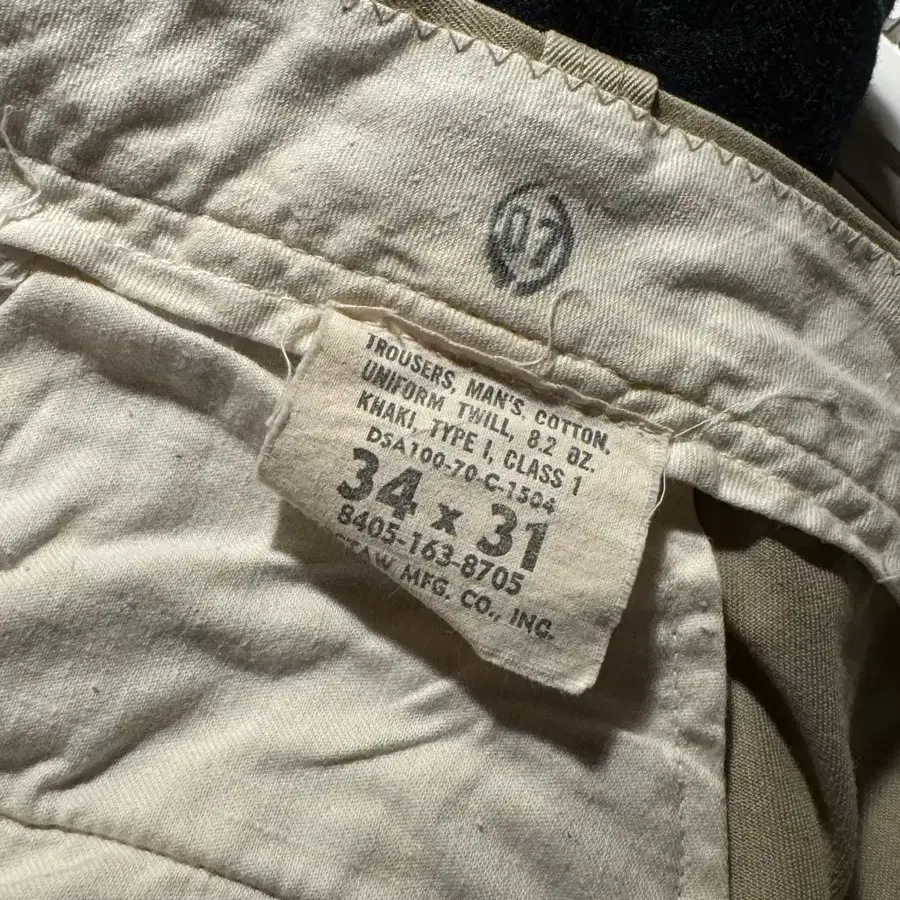 07
TROUSERS, MAN'S, COTTON,
UNIFORM TWILL, 8.2 OZ.
KHAKI, TYPE I, CLASS 1
DSA100-70-C-1504
34 x 31
8405-163-8705
MFG. CO., INC.